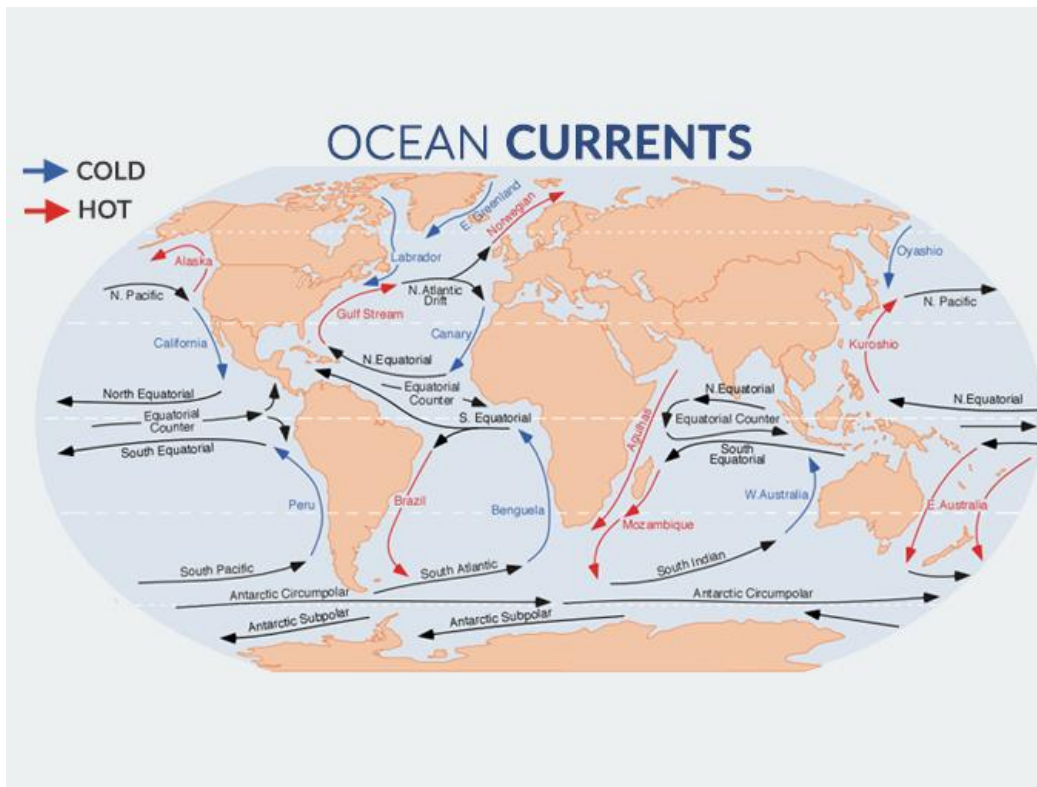 OCEAN CURRENTS
COLD
HOT
E. Greenland
Norwegian
Labrador
Alaska
Oyashio
N. Pacific
N. Atlantic
Drift
N. Pacific
Gulf Stream
California
Canary
Kuroshio
N.Equatorial
North Equatorial
Equatorial
Counter
N.Equatorial
N.Equatorial
Equatorial
Counter
S. Equatorial
Equatorial Counter
South Equatorial
South
Equatorial
Agulhas
Peru
Brazil
Benguela
Mozambique
W.Australia
E.Australia
South Pacific
South Atlantic
South Indian
Antarctic Circumpolar
Antarctic Circumpolar
Antarctic Subpolar
Antarctic Subpolar